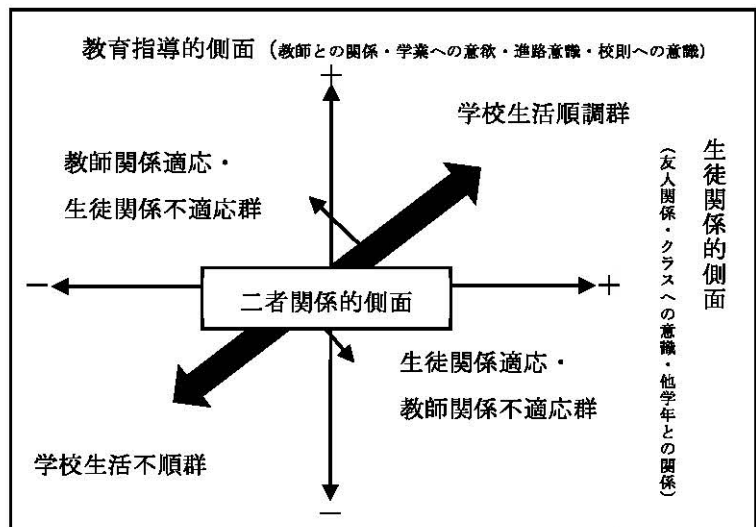 教育指導的側面（教師との関係・学業への意欲・進路意識・校則への意識）
＋
学校生活順調群
教師関係適応・
生徒関係不適応群
生徒関係的側面
（友人関係・クラスへの意識・他学年との関係）
－
二者関係的側面
＋
生徒関係適応・
教師関係不適応群
学校生活不順群
－